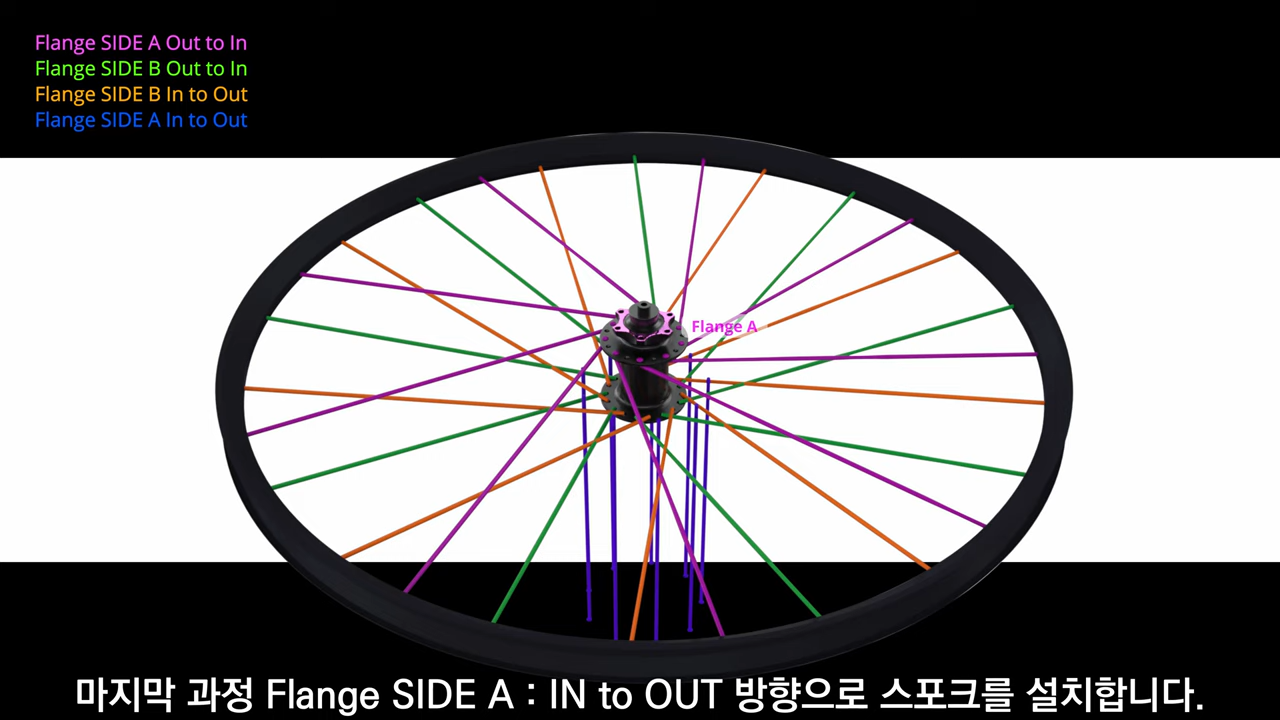 Flange SIDE A Out to In
Flange SIDE B Out to In
Flange SIDE B In to Out
Flange SIDE A In to Out
Flange A
마지막 과정 Flange SIDE A : IN to OUT 방향으로 스포크를 설치합니다.